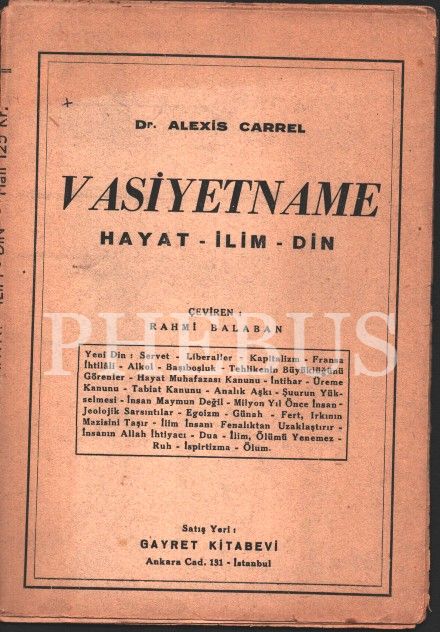 Dr. ALEXİS CARREL
VASİYETNAME
HAYAT - İLİM - DİN
ÇEVİREN :
RAHMİ BALABAN
PHEBUS
Yeni Din : Servet - Liberaller - Kapitalizm - Fransa
İhtilâli - Alkol - Başıboşluk - Tehlikenin Büyüklüğünü
Görenler - Hayat Muhafazası Kanunu - İntihar - Üreme
Kanunu - Tabiat Kanunu - Analık Aşkı - Şuurun Yük-
selmesi - İnsan Maymun Değil - Milyon Yıl Önce İnsan -
Jeolojik Sarsıntılar - Egoizm - Günah - Fert, Irkının
Mazisini Taşır - İlim İnsanı Fenalıktan Uzaklaştırır -
İnsanın Allah İhtiyacı - Dua - İlim, Ölümü Yenemez -
Ruh - İspirtizma - Ölüm.
Satış Yeri :
GAYRET KİTABEVİ
Ankara Cad. 131 - İstanbul